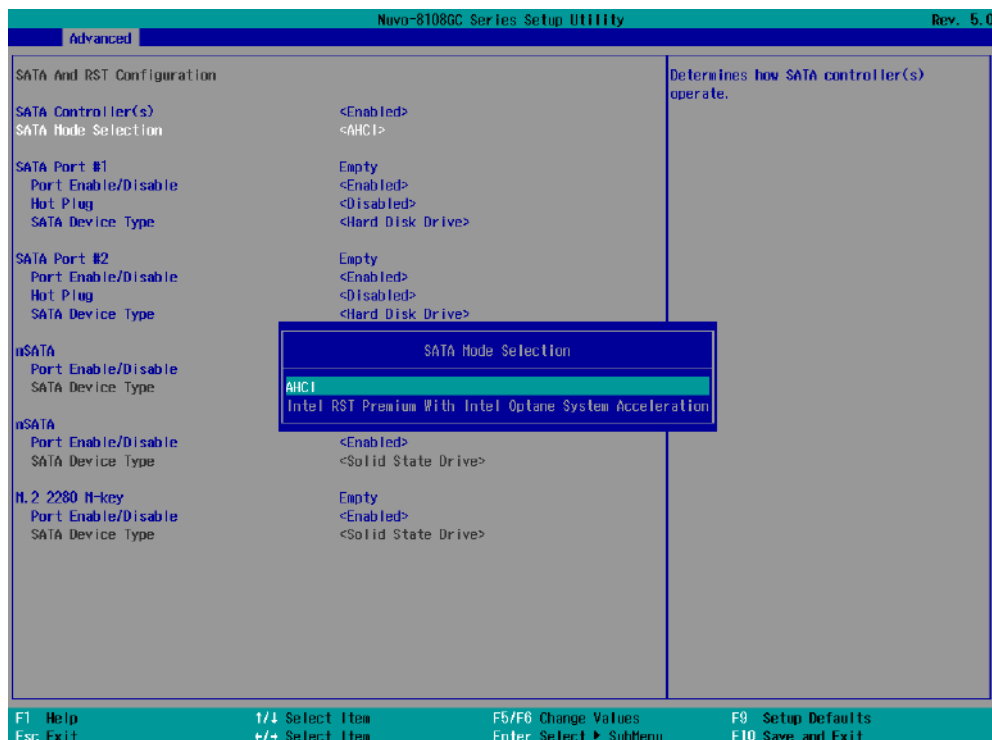 Nuvo-8108GC Series Setup Utility Rev. 5.0
Advanced
SATA And RST Configuration
Determines how SATA controller(s)
operate.
SATA Controller(s) <Enabled>
SATA Mode Selection <AHCI>
SATA Port #1 Empty
Port Enable/Disable <Enabled>
Hot Plug <Disabled>
SATA Device Type <Hard Disk Drive>
SATA Port #2 Empty
Port Enable/Disable <Enabled>
Hot Plug <Disabled>
SATA Device Type <Hard Disk Drive>
mSATA
Port Enable/Disable
SATA Device Type
SATA Mode Selection
AHCI
Intel RST Premium With Intel Optane System Acceleration
mSATA
Port Enable/Disable <Enabled>
SATA Device Type <Solid State Drive>
M.2 2280 M-key Empty
Port Enable/Disable <Enabled>
SATA Device Type <Solid State Drive>
F1 Help ↑/↓ Select Item F5/F6 Change Values F9 Setup Defaults
Esc Exit ←/→ Select Item Enter Select ▶ SubMenu F10 Save and Exit